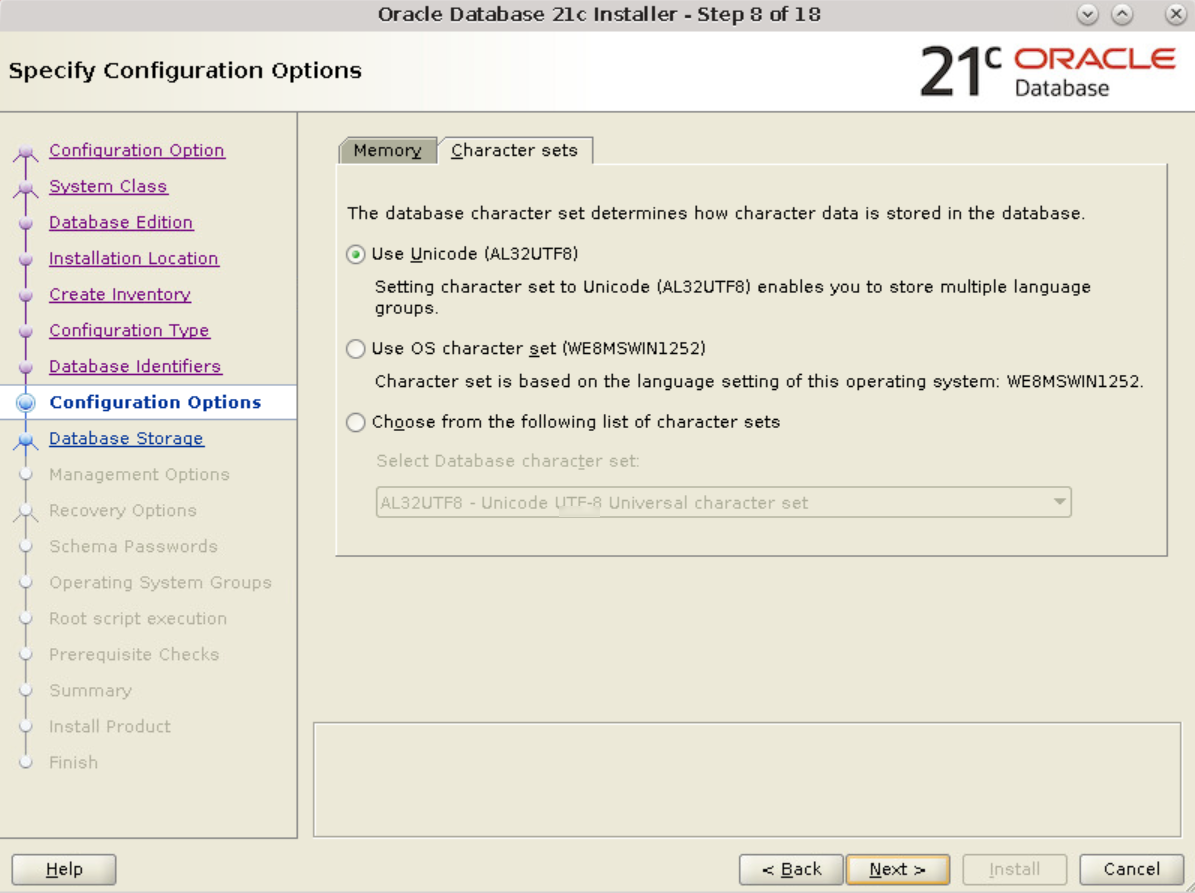 Oracle Database 21c Installer - Step 8 of 18
Specify Configuration Options
21c ORACLE
Database
Configuration Option
System Class
Database Edition
Installation Location
Create Inventory
Configuration Type
Database Identifiers
Configuration Options
Database Storage
Management Options
Recovery Options
Schema Passwords
Operating System Groups
Root script execution
Prerequisite Checks
Summary
Install Product
Finish
Memory
Character sets
The database character set determines how character data is stored in the database.
Use Unicode (AL32UTF8)
Setting character set to Unicode (AL32UTF8) enables you to store multiple language
groups.
Use OS character set (WE8MSWIN1252)
Character set is based on the language setting of this operating system: WE8MSWIN1252.
Choose from the following list of character sets
Select Database character set:
AL32UTF8 - Unicode UTF-8 Universal character set
Help
< Back
Next >
Install
Cancel